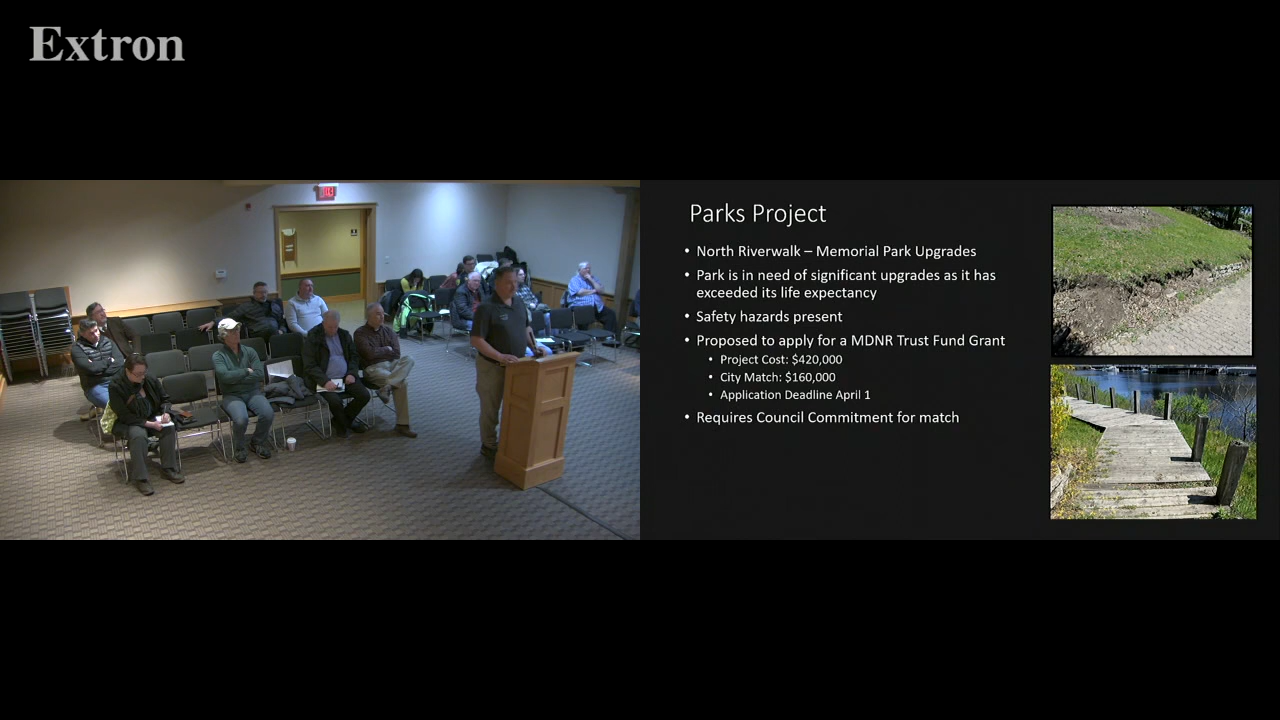 Extron
Parks Project
• North Riverwalk – Memorial Park Upgrades
• Park is in need of significant upgrades as it has
exceeded its life expectancy
• Safety hazards present
• Proposed to apply for a MDNR Trust Fund Grant
• Project Cost: $420,000
• City Match: $160,000
• Application Deadline April 1
• Requires Council Commitment for match